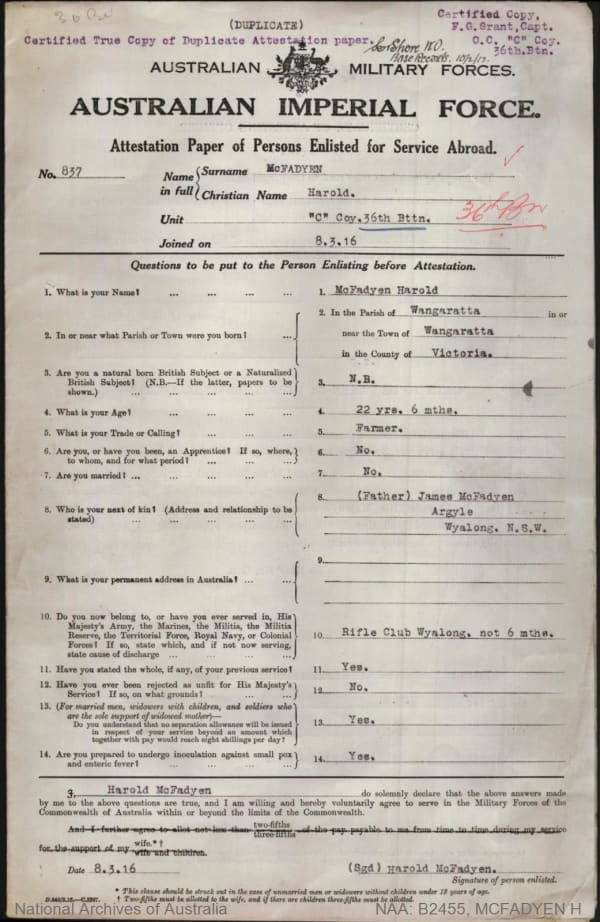 (DUPLICATE)
Certified Copy,
F.G.Grant,Capt.
O.C. "C" Coy.
36th.Btn.
Certified True Copy of Duplicate Attestation paper.
Base Records. 10/2/17.
AUSTRALIAN MILITARY FORCES.
AUSTRALIAN IMPERIAL FORCE.
Attestation Paper of Persons Enlisted for Service Abroad.
No. 837
Name in full { Surname McFADYEN
Christian Name Harold.
Unit "C" Coy.36th Bttn. 36th Bn
Joined on 8.3.16
Questions to be put to the Person Enlisting before Attestation.
1. What is your Name? ... ... ... ... 1. McFadyen Harold
2. In or near what Parish or Town were you born? ... 2. In the Parish of Wangaratta in or
near the Town of Wangaratta
in the County of Victoria.
3. Are you a natural born British Subject or a Naturalised
British Subject? (N.B.—If the latter, papers to be
shown.) ... ... ... ... ... 3. N.B.
4. What is your Age? ... ... ... ... 4. 22 yrs. 6 mths.
5. What is your Trade or Calling? ... ... ... 5. Farmer.
6. Are you, or have you been, an Apprentice? If so, where,
to whom, and for what period? ... ... ... 6. No.
7. Are you married? ... ... ... ... ... 7. No.
8. Who is your next of kin? (Address and relationship to be
stated) ... ... ... ... ... 8. (Father) James McFadyen
Argyle
Wyalong. N.S.W.
9. What is your permanent address in Australia? ... ... 9.
10. Do you now belong to, or have you ever served in, His
Majesty's Army, the Marines, the Militia, the Militia
Reserve, the Territorial Force, Royal Navy, or Colonial
Forces? If so, state which, and if not now serving,
state cause of discharge ... ... ... ... 10. Rifle Club Wyalong. not 6 mths.
11. Have you stated the whole, if any, of your previous service? 11. Yes.
12. Have you ever been rejected as unfit for His Majesty's
Service? If so, on what grounds? ... ... ... 12. No.
13. (For married men, widowers with children, and soldiers who
are the sole support of widowed mother)—
Do you understand that no separation allowance will be issued
in respect of your service beyond an amount which
together with pay would reach eight shillings per day? 13. Yes.
14. Are you prepared to undergo inoculation against small pox
and enteric fever? ... ... ... ... 14. Yes.
I, Harold McFadyen do solemnly declare that the above answers made
by me to the above questions are true, and I am willing and hereby voluntarily agree to serve in the Military Forces of the
Commonwealth of Australia within or beyond the limits of the Commonwealth.
And I further agree to allot not less than two-fifths three-fifths of the pay payable to me from time to time during my service
for the support of my wife.*† wife and children.
Date 8.3.16 (Sgd) Harold McFadyen.
Signature of person enlisted.
* This clause should be struck out in the case of unmarried men or widowers without children under 18 years of age.
† Two-fifths must be allotted to the wife, and if there are children three-fifths must be allotted.
National Archives of Australia NAA: B2455, MCFADYEN H